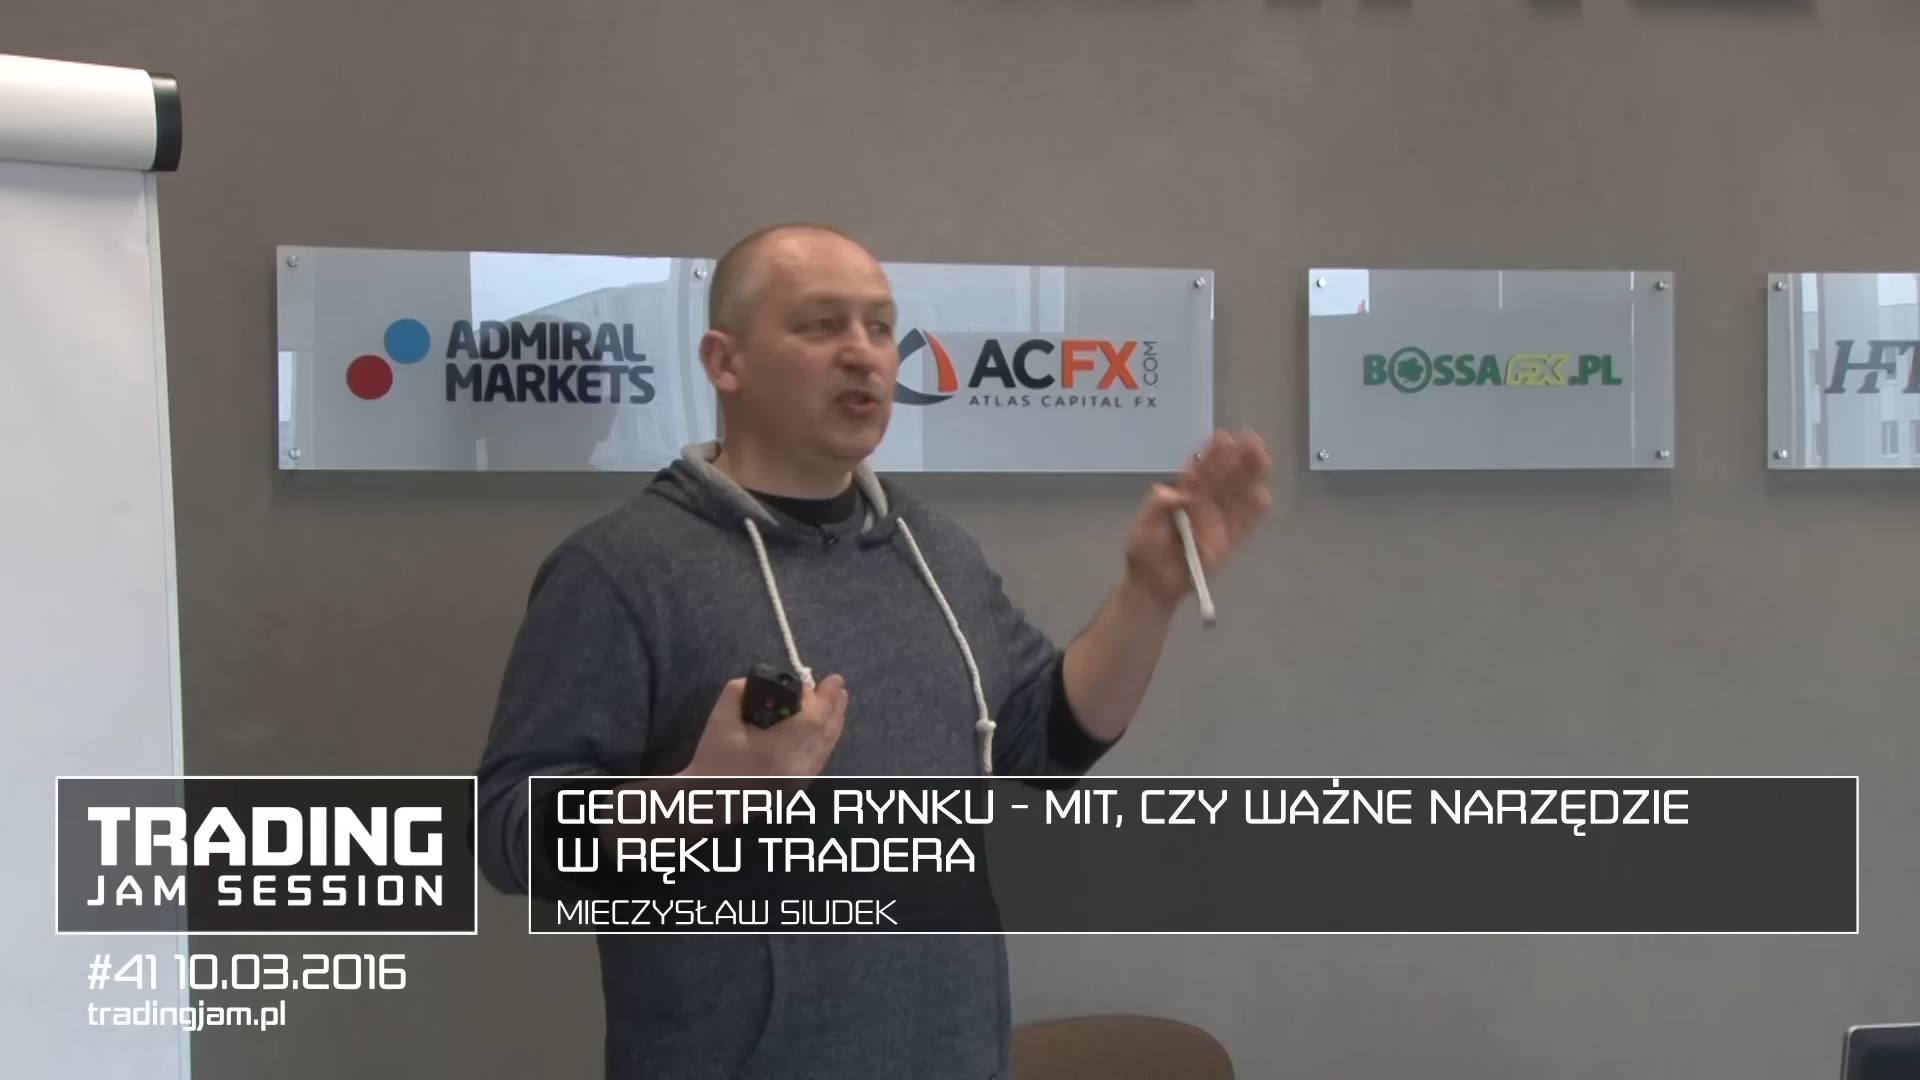 ADMIRAL
MARKETS
ACFX
.COM
ATLAS CAPITAL FX
BOSSAFX.PL
HFT
TRADING
JAM SESSION
#41 10.03.2016
tradingjam.pl
GEOMETRIA RYNKU - MIT, CZY WAŻNE NARZĘDZIE
W RĘKU TRADERA
MIECZYSŁAW SIUDEK